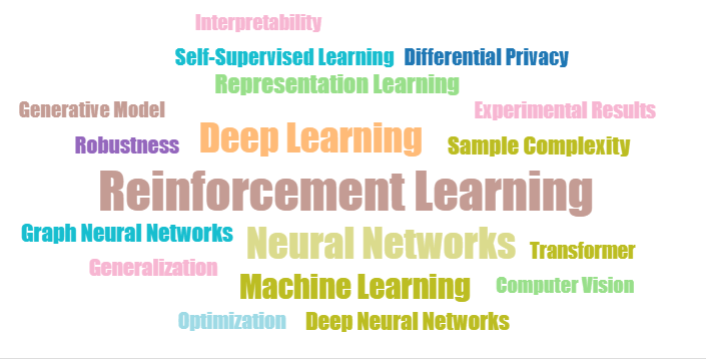 Interpretability
Self-Supervised Learning Differential Privacy
Representation Learning
Generative Model Experimental Results
Robustness Deep Learning Sample Complexity
Reinforcement Learning
Graph Neural Networks Neural Networks Transformer
Generalization Machine Learning Computer Vision
Optimization Deep Neural Networks